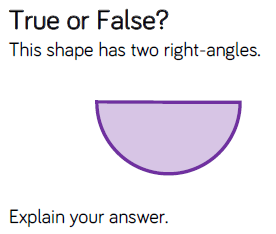 True or False?
This shape has two right-angles.
Explain your answer.